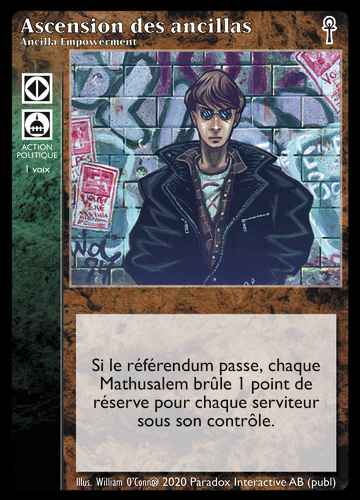 Ascension des ancillas
Ancilla Empowerment
ACTION
POLITIQUE
1 voix
Si le référendum passe, chaque
Mathusalem brûle 1 point de
réserve pour chaque serviteur
sous son contrôle.
Illus. William O'Connor 2020 Paradox Interactive AB (publ)